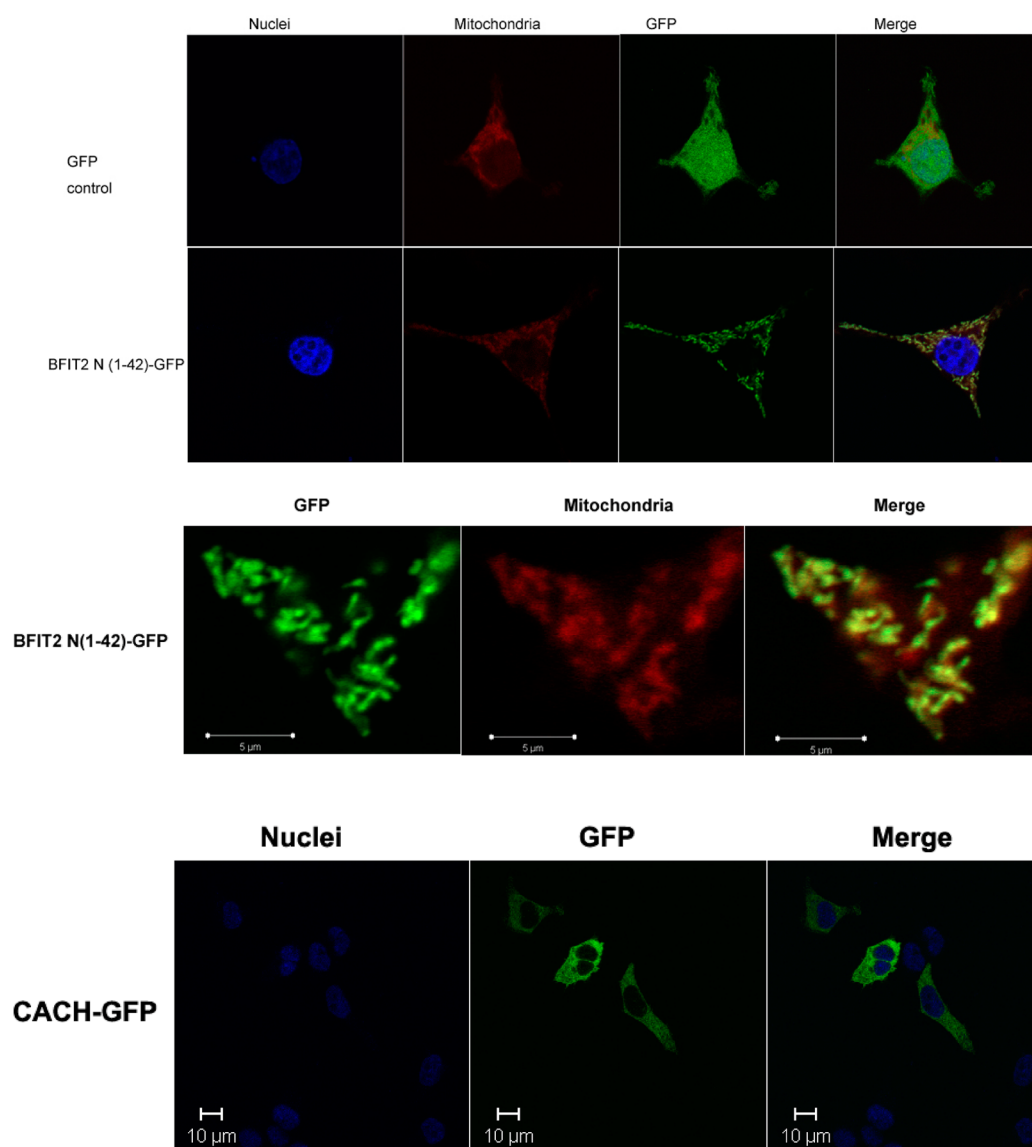 Nuclei Mitochondria GFP Merge
GFP
control
BFIT2 N (1-42)-GFP
GFP Mitochondria Merge
BFIT2 N(1-42)-GFP
5 µm 5 µm 5 µm
Nuclei GFP Merge
CACH-GFP
10 µm 10 µm 10 µm